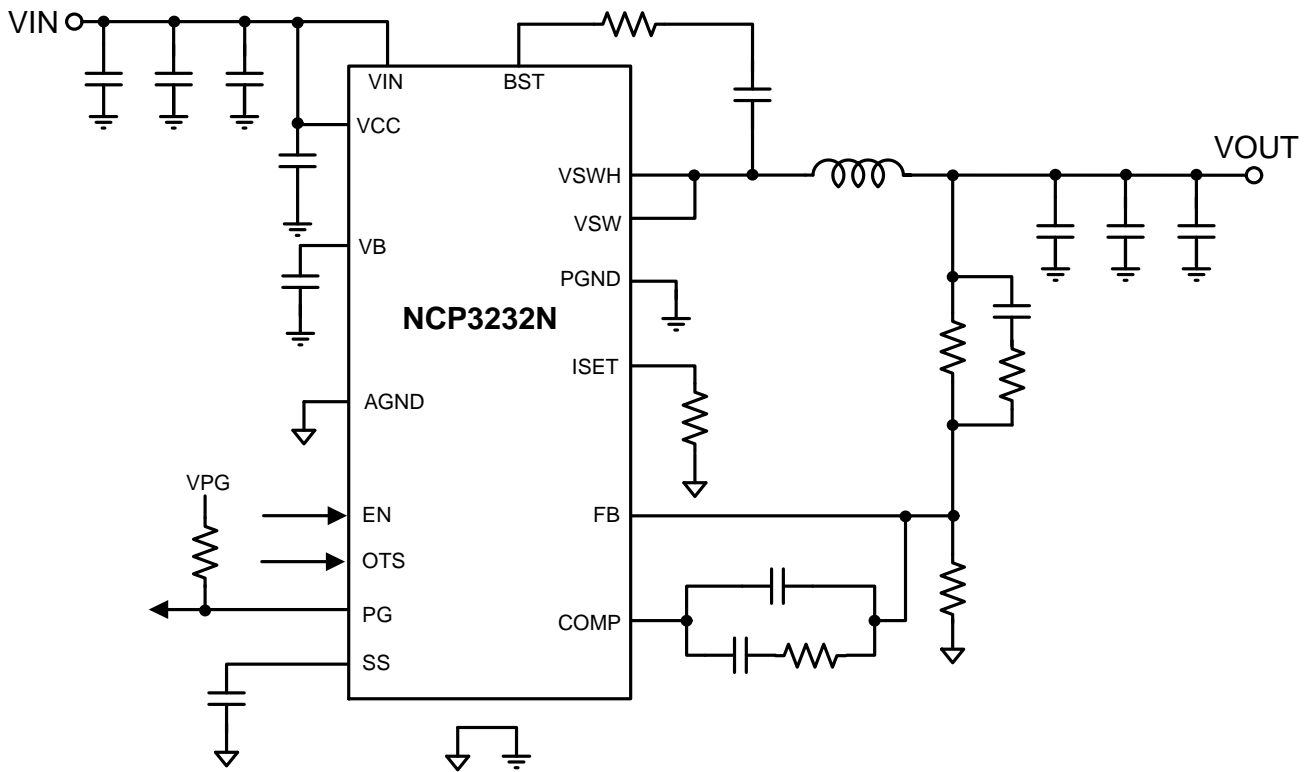 VIN
VIN
BST
VCC
VSWH
VOUT
VSW
VB
PGND
NCP3232N
ISET
AGND
VPG
EN
FB
OTS
PG
COMP
SS